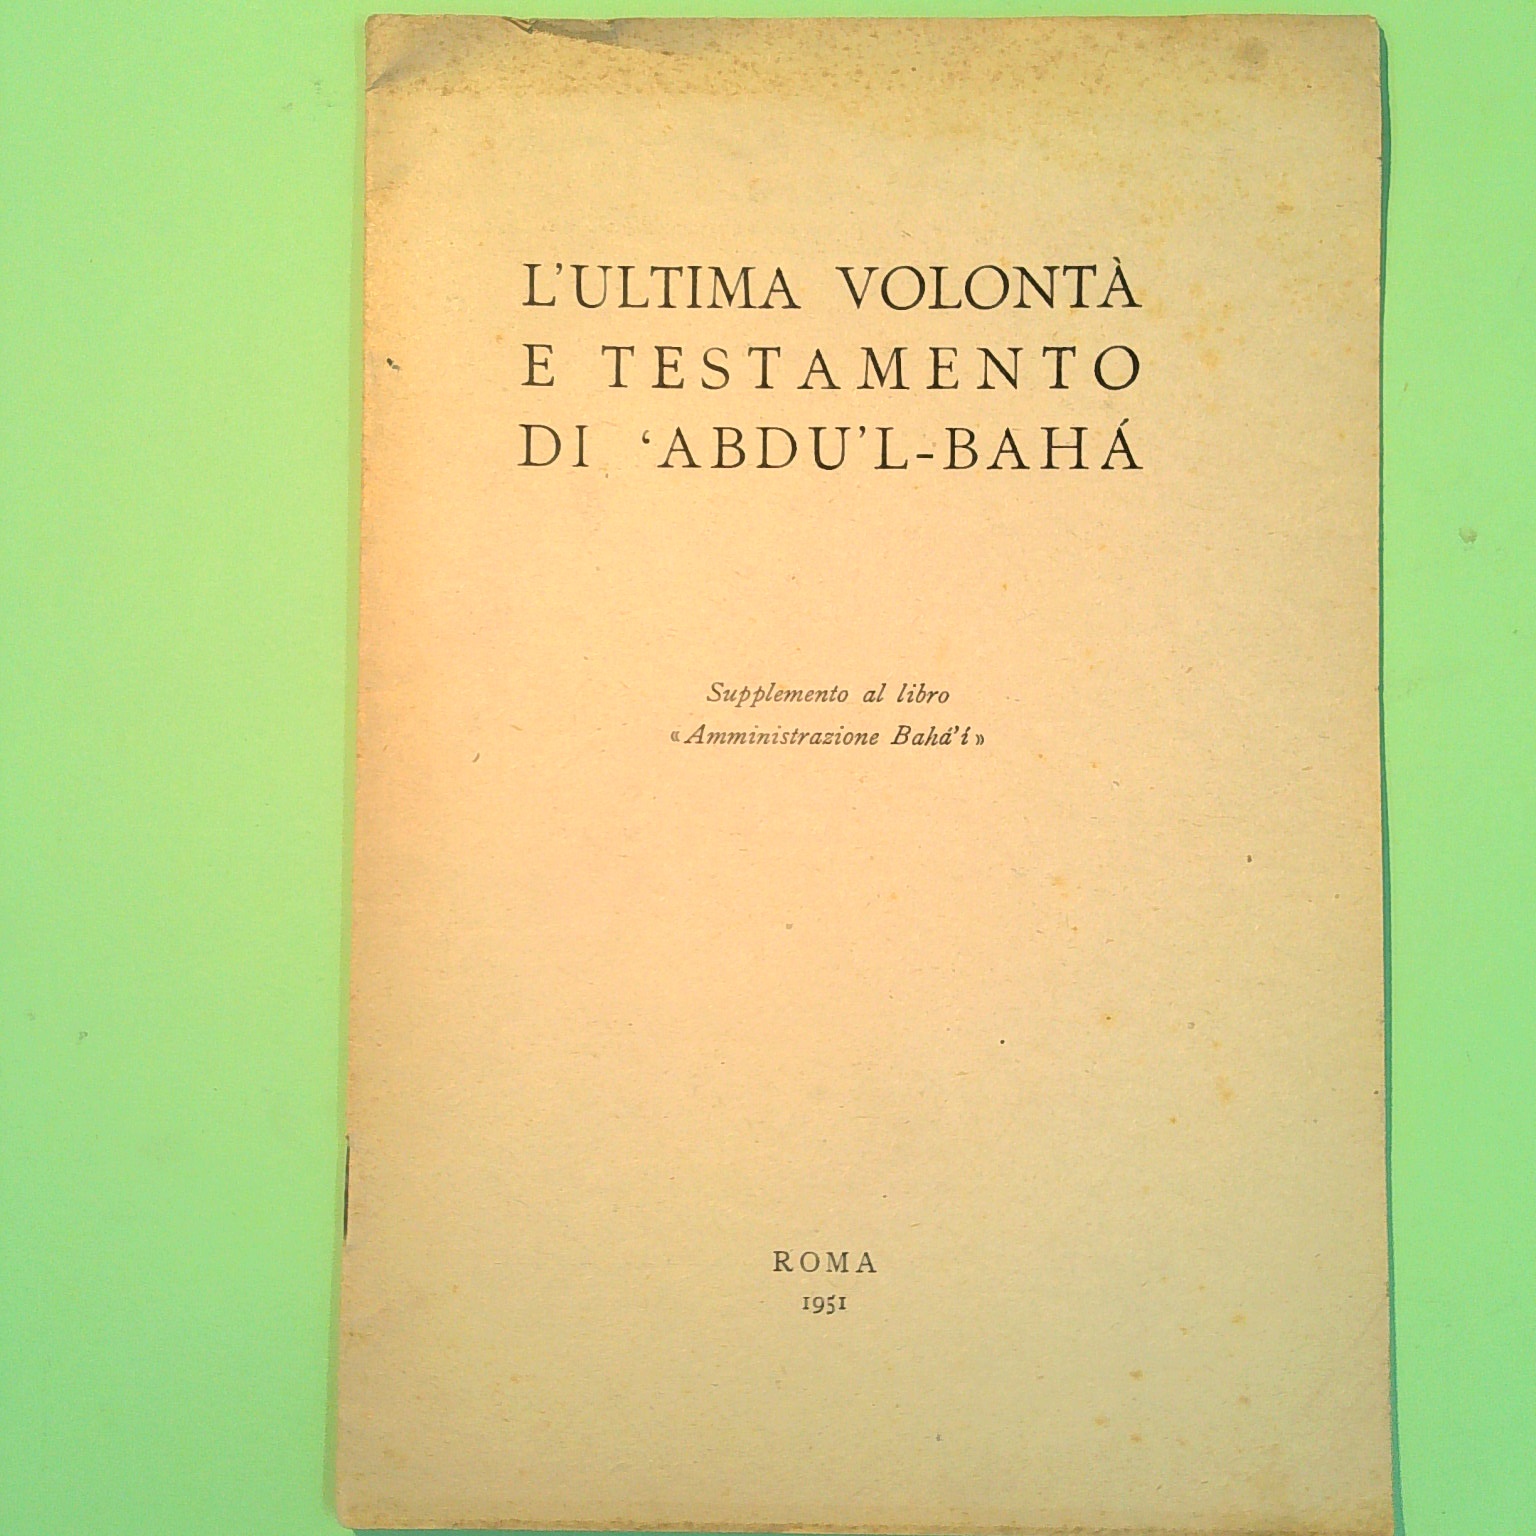 L'ULTIMA VOLONTÀ
E TESTAMENTO
DI ‘ABDU’L-BAHÁ
Supplemento al libro
«Amministrazione Bahá’í»
ROMA
1951